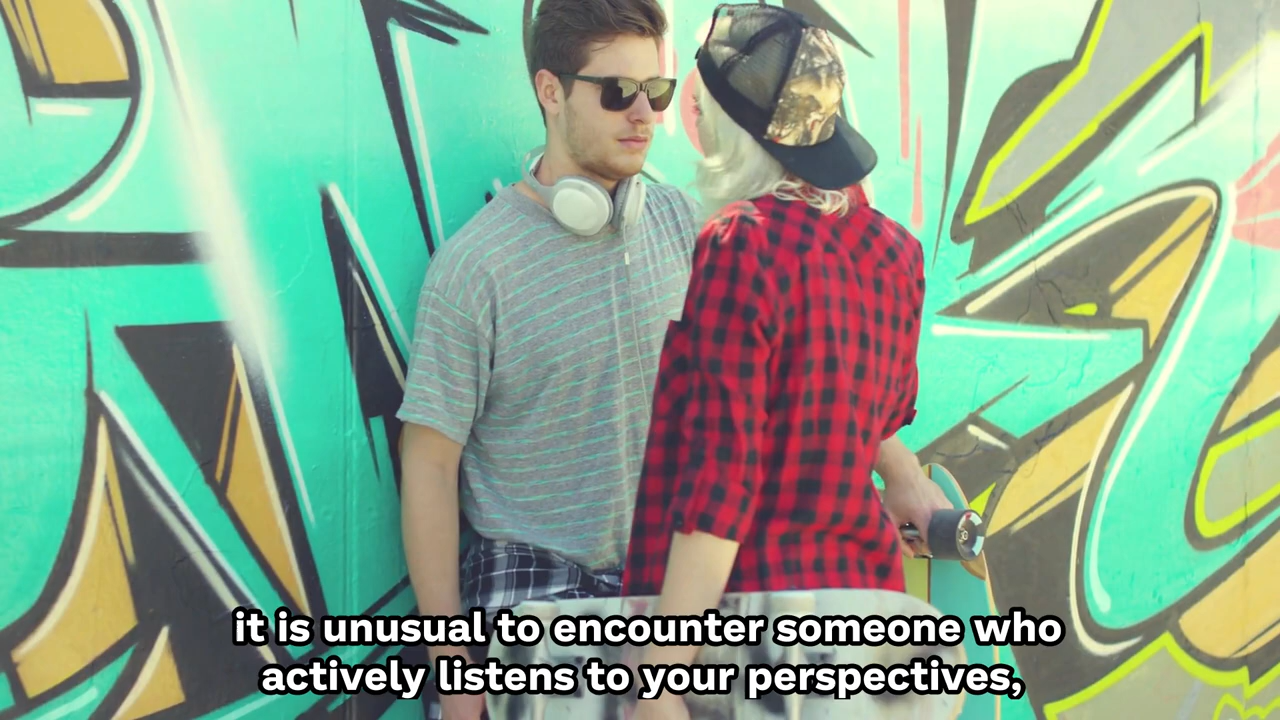 it is unusual to encounter someone who
actively listens to your perspectives,